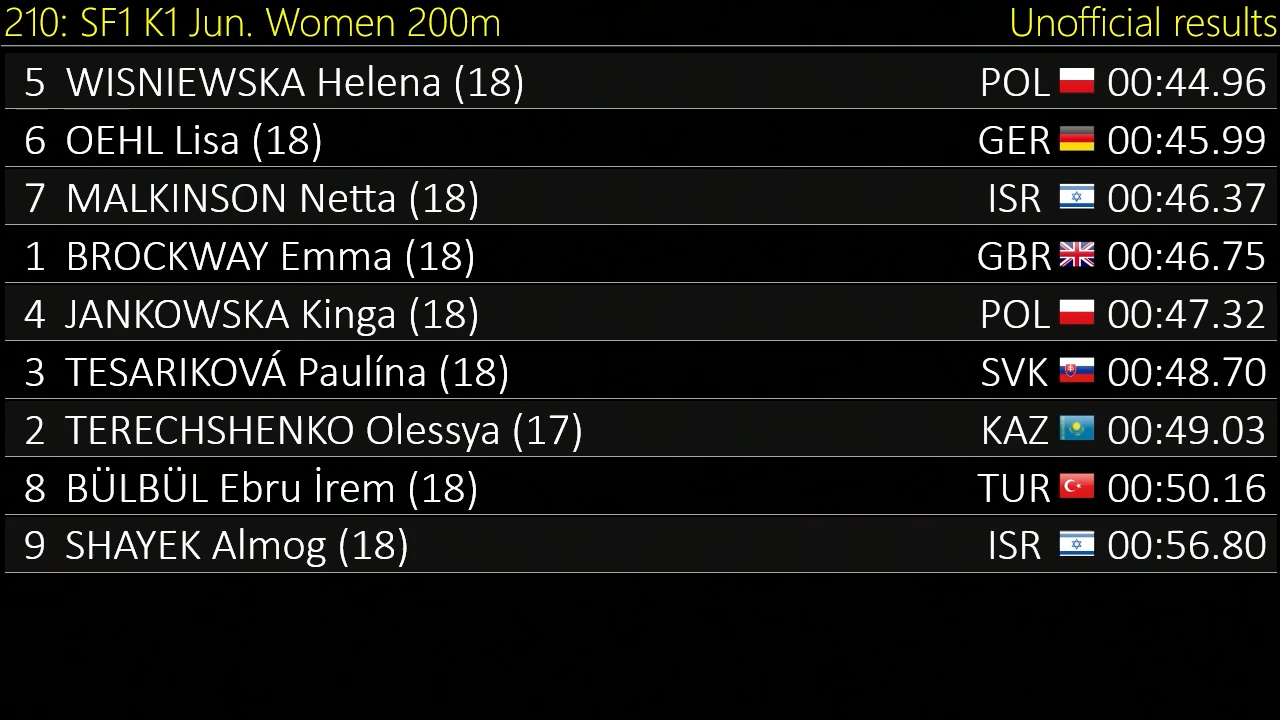 210: SF1 K1 Jun. Women 200m Unofficial results
5 WISNIEWSKA Helena (18) POL 00:44.96
6 OEHL Lisa (18) GER 00:45.99
7 MALKINSON Netta (18) ISR 00:46.37
1 BROCKWAY Emma (18) GBR 00:46.75
4 JANKOWSKA Kinga (18) POL 00:47.32
3 TESARIKOVÁ Paulína (18) SVK 00:48.70
2 TERECHSHENKO Olessya (17) KAZ 00:49.03
8 BÜLBÜL Ebru İrem (18) TUR 00:50.16
9 SHAYEK Almog (18) ISR 00:56.80